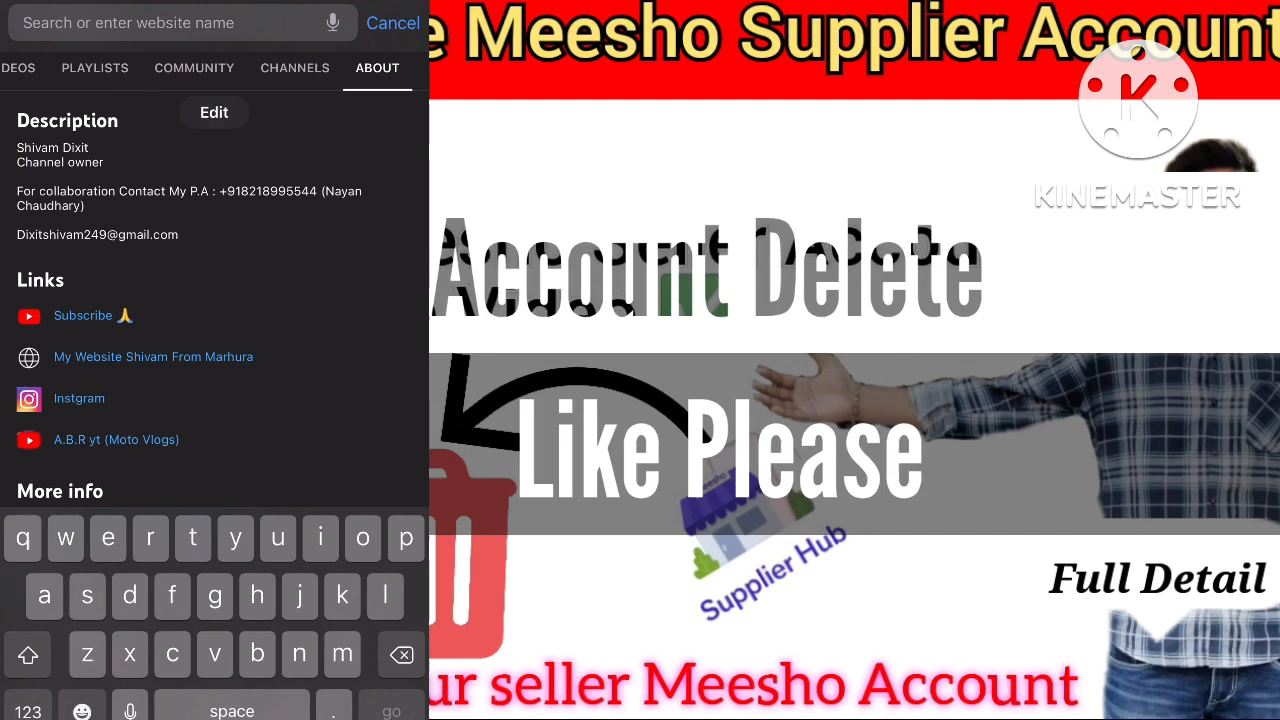 Search or enter website name
Cancel
DEOS PLAYLISTS COMMUNITY CHANNELS ABOUT
Edit
Description
Shivam Dixit
Channel owner
For collaboration Contact My P.A : +918218995544 (Nayan
Chaudhary)
Dixitshivam249@gmail.com
Links
Subscribe 🙏
My Website Shivam From Marhura
Instgram
A.B.R yt (Moto Vlogs)
More info
q w e r t y u i o p
a s d f g h j k l
z x c v b n m
123 space . go
e Meesho Supplier Account
KINEMASTER
Account Delete
Like Please
meesho
Supplier Hub
Full Detail
ur seller Meesho Account